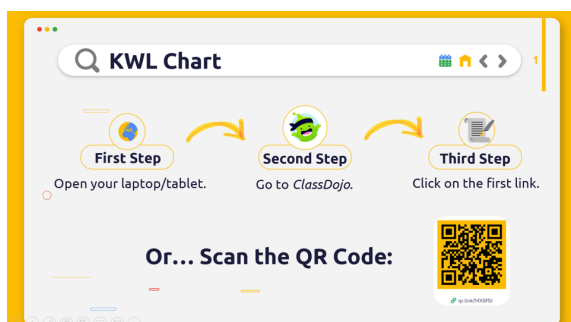 KWL Chart
1
First Step
Second Step
Third Step
Open your laptop/tablet.
Go to ClassDojo.
Click on the first link.
Or... Scan the QR Code: